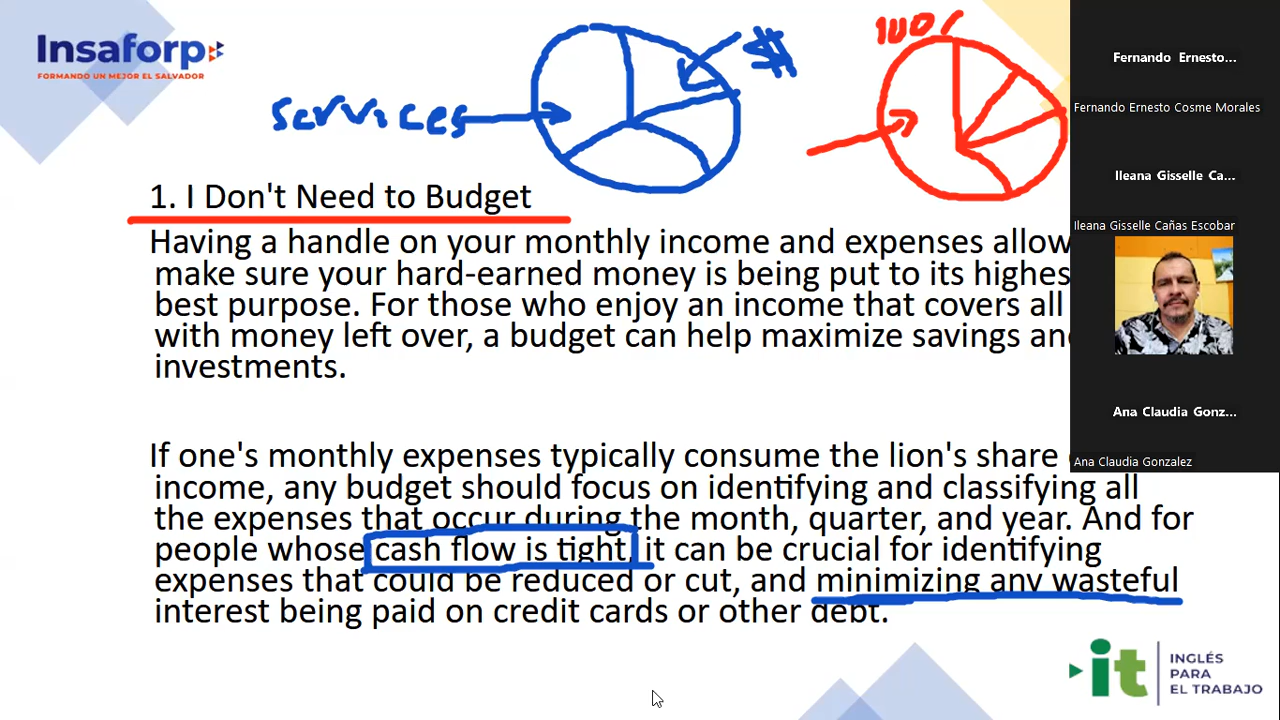 Insaforp
FORMANDO UN MEJOR EL SALVADOR
services
$
100%
1. I Don't Need to Budget
Having a handle on your monthly income and expenses allow
make sure your hard-earned money is being put to its highes
best purpose. For those who enjoy an income that covers all
with money left over, a budget can help maximize savings an
investments.
If one's monthly expenses typically consume the lion's share
income, any budget should focus on identifying and classifying all
the expenses that occur during the month, quarter, and year. And for
people whose cash flow is tight, it can be crucial for identifying
expenses that could be reduced or cut, and minimizing any wasteful
interest being paid on credit cards or other debt.
Fernando Ernesto...
Fernando Ernesto Cosme Morales
Ileana Gisselle Ca...
Ileana Gisselle Cañas Escobar
Ana Claudia Gonz...
Ana Claudia Gonzalez
it
INGLÉS
PARA
EL TRABAJO